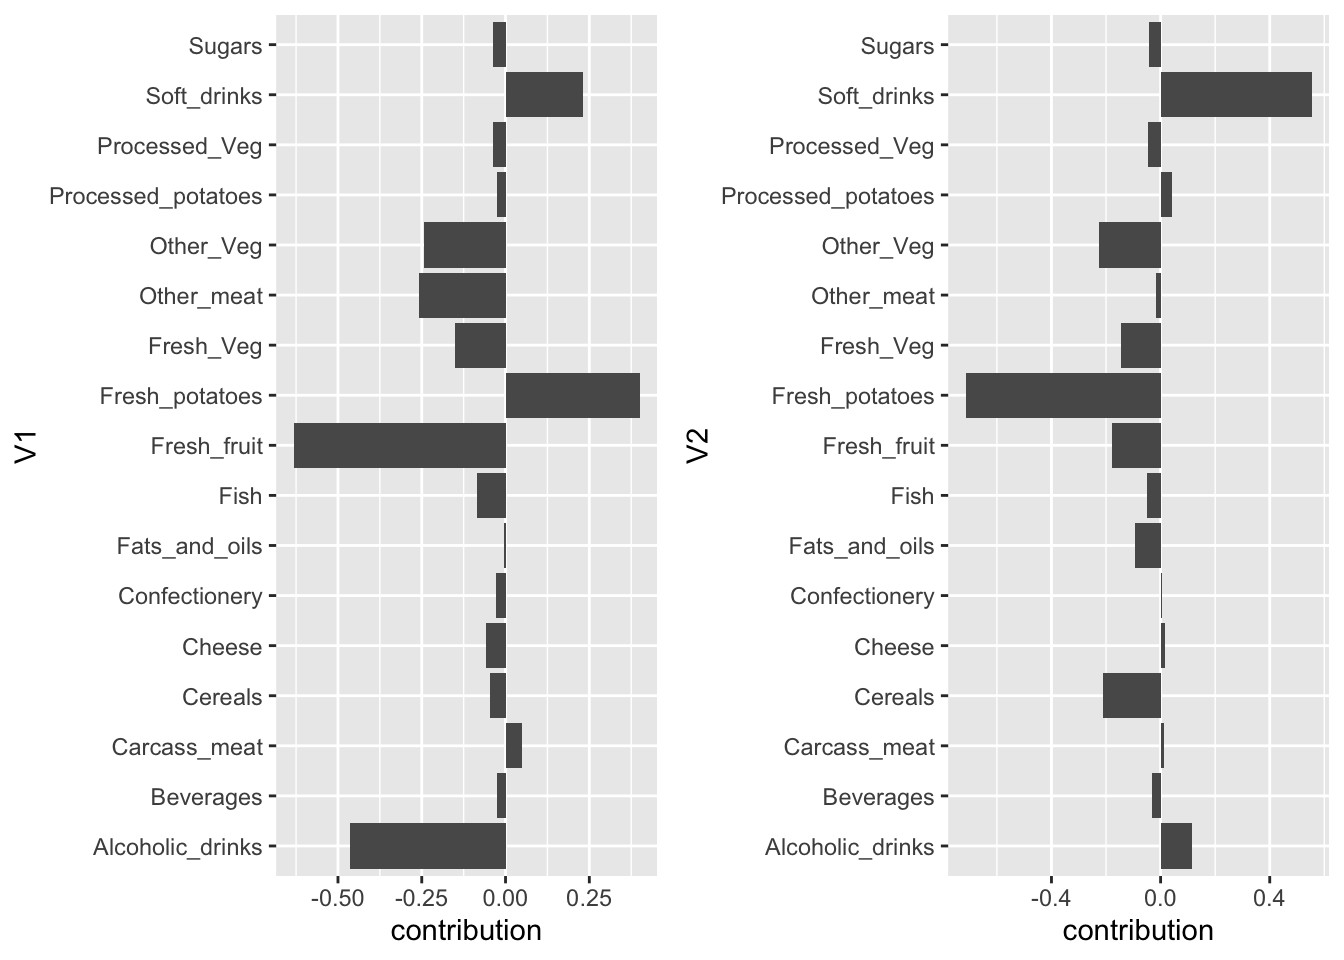 V1
Sugars
Soft_drinks
Processed_Veg
Processed_potatoes
Other_Veg
Other_meat
Fresh_Veg
Fresh_potatoes
Fresh_fruit
Fish
Fats_and_oils
Confectionery
Cheese
Cereals
Carcass_meat
Beverages
Alcoholic_drinks
-0.50 -0.25 0.00 0.25
contribution
V2
Sugars
Soft_drinks
Processed_Veg
Processed_potatoes
Other_Veg
Other_meat
Fresh_Veg
Fresh_potatoes
Fresh_fruit
Fish
Fats_and_oils
Confectionery
Cheese
Cereals
Carcass_meat
Beverages
Alcoholic_drinks
-0.4 0.0 0.4
contribution